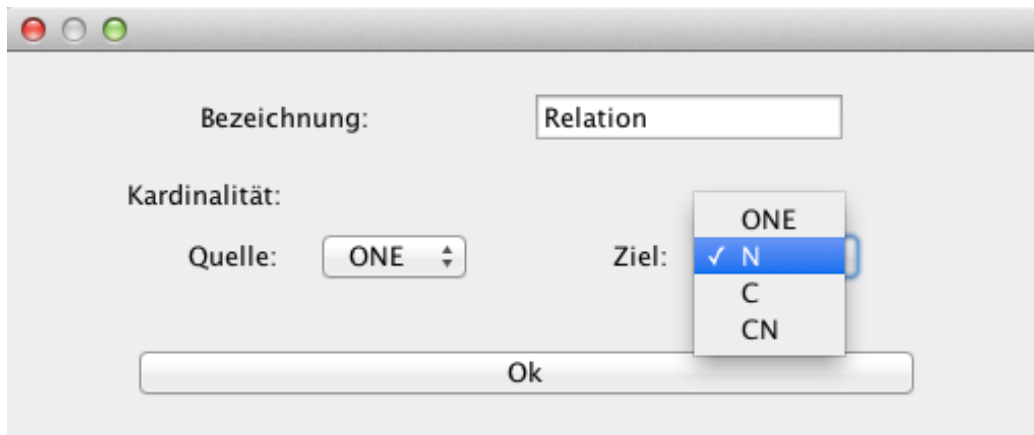 Bezeichnung: Relation
Kardinalität:
Quelle: ONE Ziel:
ONE
✓ N
C
CN
Ok